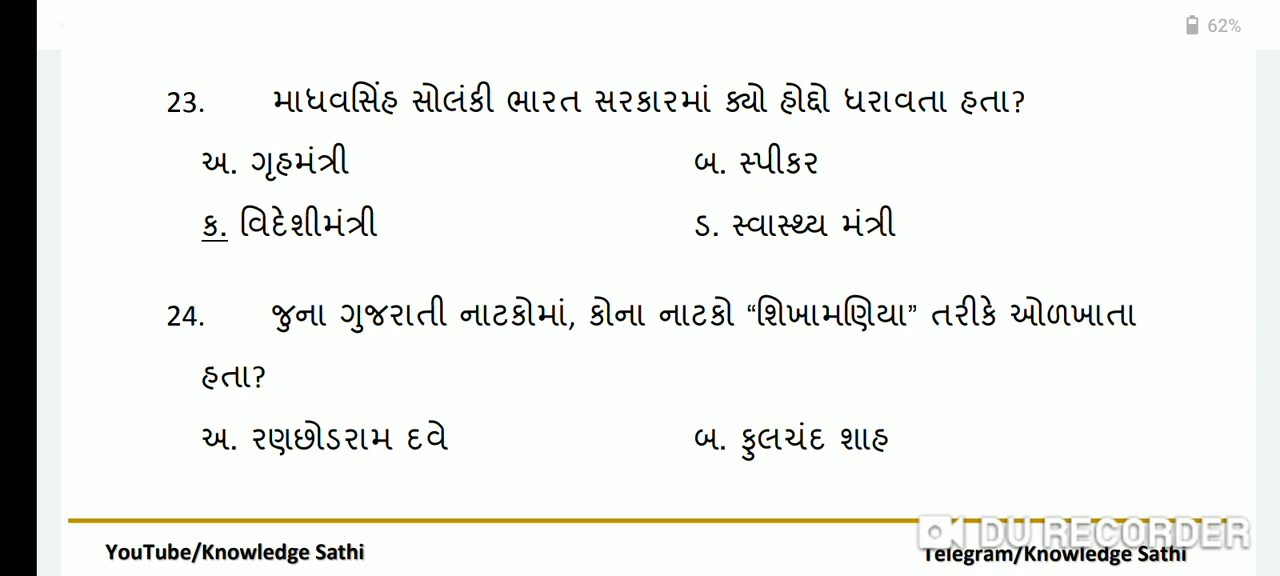 62%
23. માધવસિંહ સોલંકી ભારત સરકારમાં ક્યો હોદ્દો ધરાવતા હતા?
અ. ગૃહમંત્રી બ. સ્પીકર
ક. વિદેશીમંત્રી ડ. સ્વાસ્થ્ય મંત્રી
24. જુના ગુજરાતી નાટકોમાં, કોના નાટકો “શિખામણિયા” તરીકે ઓળખાતા
હતા?
અ. રણછોડરામ દવે બ. ફુલચંદ શાહ
DU RECORDER
YouTube/Knowledge Sathi Telegram/Knowledge Sathi